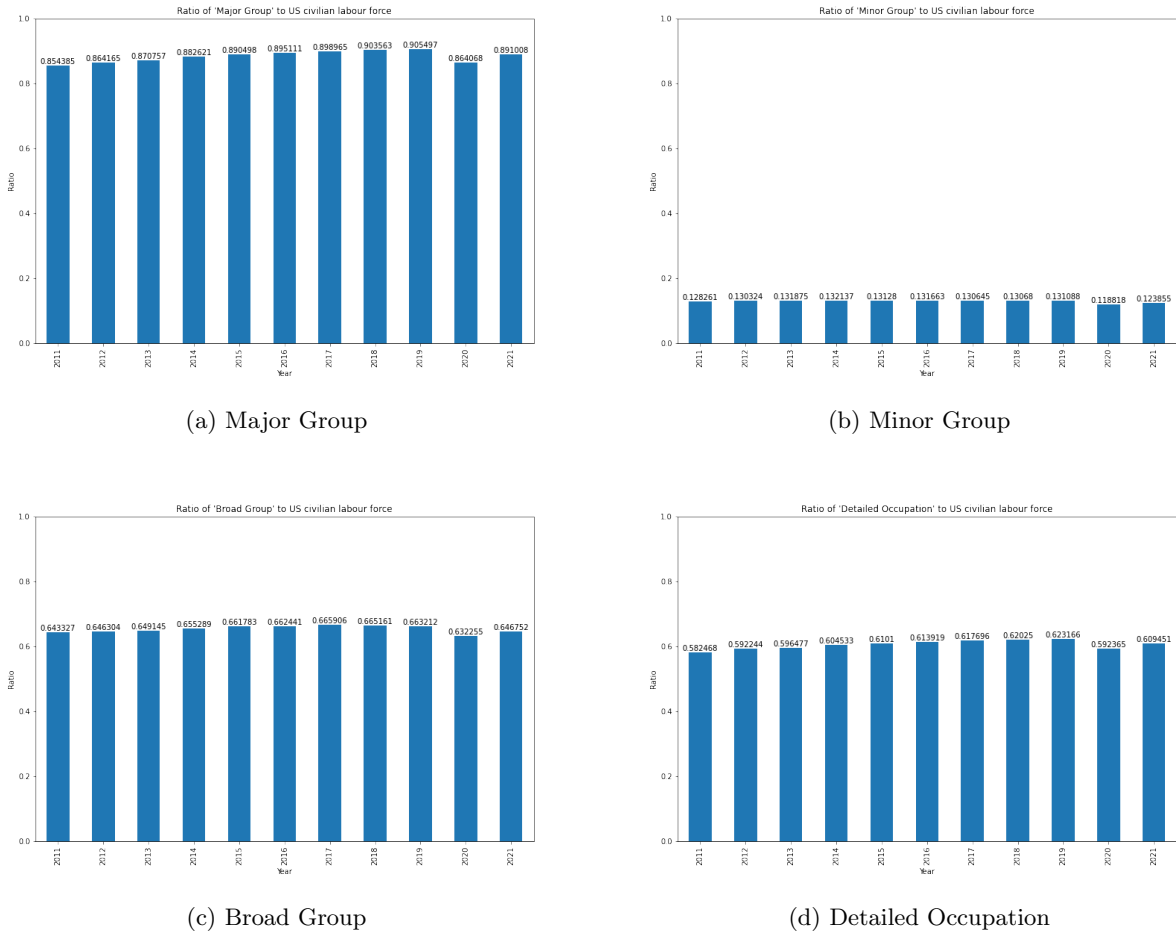 Ratio of 'Major Group' to US civilian labour force
1.0
0.8
0.6
0.4
0.2
0.0
Ratio
0.854385 0.864165 0.870757 0.882621 0.890498 0.895111 0.898965 0.903563 0.905497 0.864068 0.891008
2011 2012 2013 2014 2015 2016 2017 2018 2019 2020 2021
Year
(a) Major Group
Ratio of 'Minor Group' to US civilian labour force
1.0
0.8
0.6
0.4
0.2
0.0
Ratio
0.128261 0.130324 0.131875 0.132137 0.13128 0.131663 0.130645 0.13068 0.131088 0.118818 0.123855
2011 2012 2013 2014 2015 2016 2017 2018 2019 2020 2021
Year
(b) Minor Group
Ratio of 'Broad Group' to US civilian labour force
1.0
0.8
0.6
0.4
0.2
0.0
Ratio
0.643327 0.646304 0.649145 0.655289 0.661783 0.662441 0.665906 0.665161 0.663212 0.632255 0.646752
2011 2012 2013 2014 2015 2016 2017 2018 2019 2020 2021
Year
(c) Broad Group
Ratio of 'Detailed Occupation' to US civilian labour force
1.0
0.8
0.6
0.4
0.2
0.0
Ratio
0.582468 0.592244 0.596477 0.604533 0.6101 0.613919 0.617696 0.62025 0.623166 0.592365 0.609451
2011 2012 2013 2014 2015 2016 2017 2018 2019 2020 2021
Year
(d) Detailed Occupation